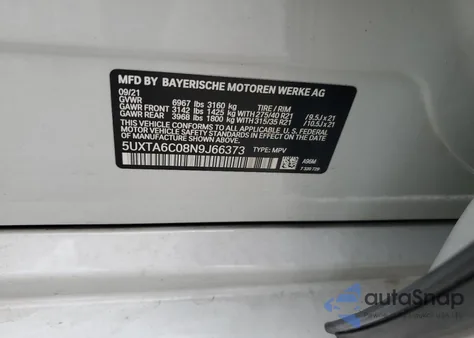 MFD BY BAYERISCHE MOTOREN WERKE AG
09/21
GVWR 6967 lbs 3160 kg TIRE / RIM
GAWR FRONT 3142 lbs 1425 kg WITH 275/40 R21 / 9.5J x 21
GAWR REAR 3968 lbs 1800 kg WITH 315/35 R21 / 10.5J x 21
THIS VEHICLE CONFORMS TO ALL APPLICABLE U.S. FEDERAL
MOTOR VEHICLE SAFETY STANDARDS IN EFFECT ON THE DATE
OF MANUFACTURE SHOWN ABOVE.
5UXTA6C08N9J66373 TYPE: MPV
A96M
autoSnap